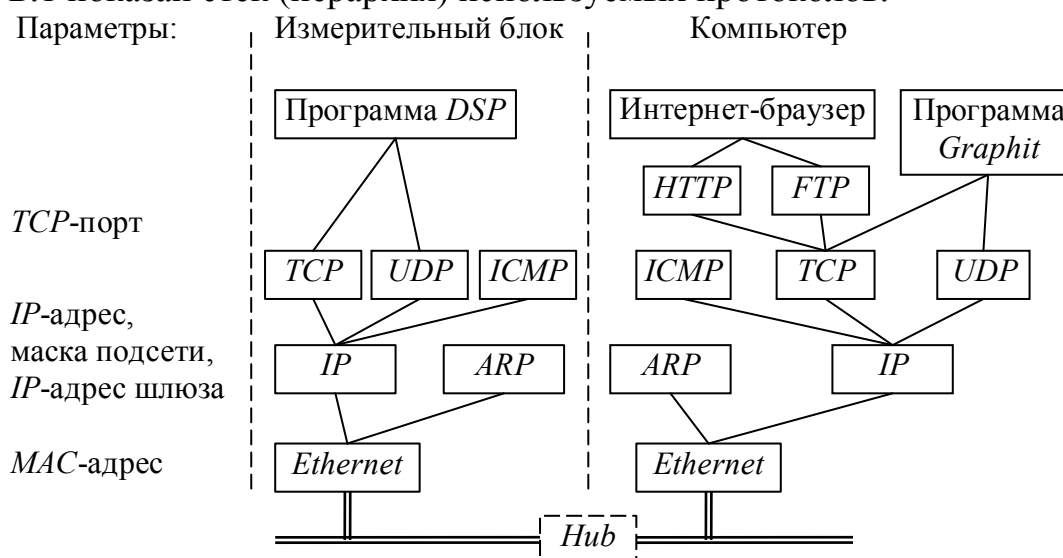 В.1 показан стек (иерархия) используемых протоколов.
Параметры: Измерительный блок Компьютер
Программа DSP Интернет-браузер Программа
Graphit
HTTP FTP
TCP-порт
TCP UDP ICMP ICMP TCP UDP
IP-адрес,
маска подсети,
IP-адрес шлюза
IP ARP ARP IP
MAC-адрес Ethernet Ethernet
Hub